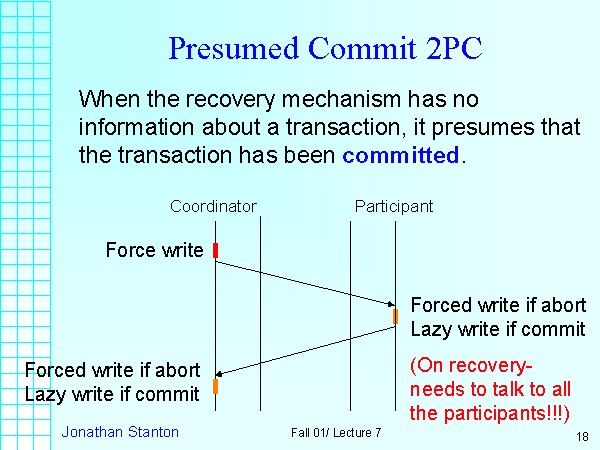 Presumed Commit 2PC
When the recovery mechanism has no
information about a transaction, it presumes that
the transaction has been committed.
Coordinator
Participant
Force write
Forced write if abort
Lazy write if commit
Forced write if abort
Lazy write if commit
(On recovery-
needs to talk to all
the participants!!!)
Jonathan Stanton
Fall 01/ Lecture 7
18